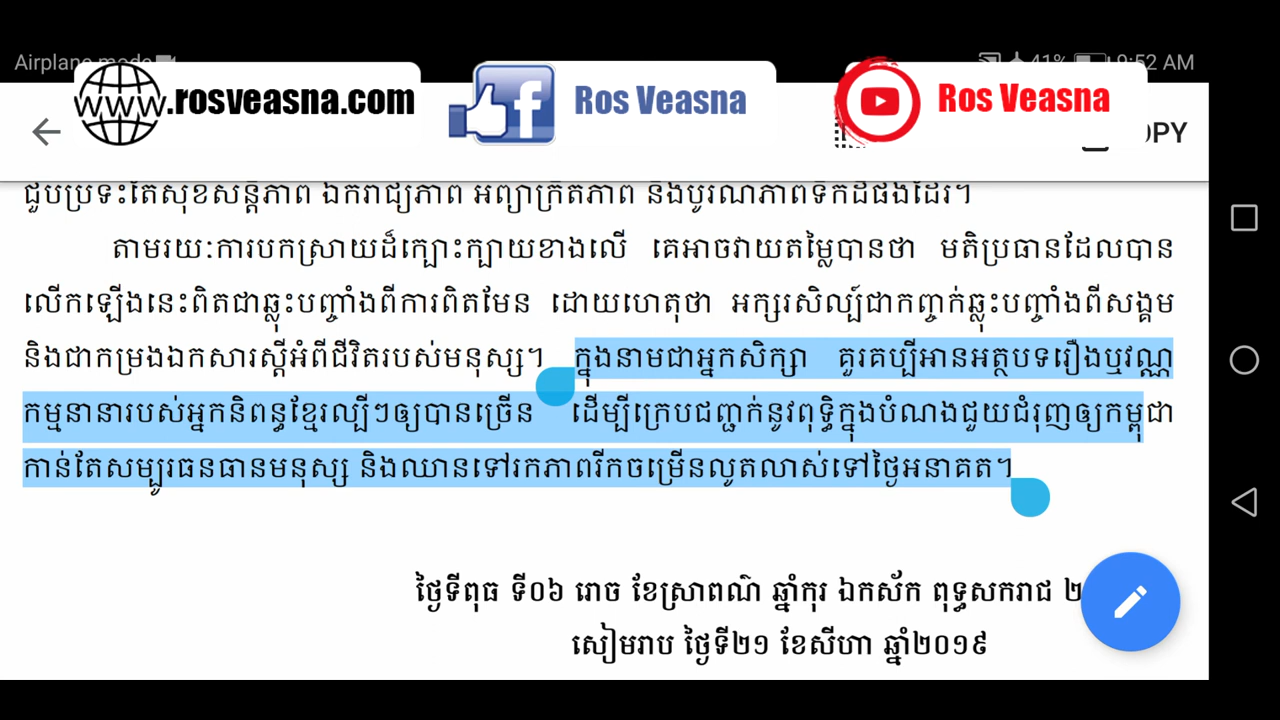 Airplane mode 41% 9:52 AM
www.rosveasna.com Ros Veasna Ros Veasna
OPY
ជួបប្រទះតែសុខសន្តិភាព ឯករាជ្យភាព អព្យាក្រឹតភាព និងបូរណភាពទឹកដីផងដែរ។
តាមរយៈការបកស្រាយដ៏ក្បោះក្បាយខាងលើ គេអាចវាយតម្លៃបានថា មតិប្រធានដែលបាន
លើកឡើងនេះពិតជាឆ្លុះបញ្ចាំងពីការពិតមែន ដោយហេតុថា អក្សរសិល្ប៍ជាកញ្ចក់ឆ្លុះបញ្ចាំងពីសង្គម
និងជាកម្រងឯកសារស្ដីអំពីជីវិតរបស់មនុស្ស។ ក្នុងនាមជាអ្នកសិក្សា គួរគប្បីអានអត្ថបទរឿងឬវណ្ណ
កម្មនានារបស់អ្នកនិពន្ធខ្មែរល្បីៗឲ្យបានច្រើន ដើម្បីក្រេបជញ្ជក់នូវពុទ្ធិក្នុងបំណងជួយជំរុញឲ្យកម្ពុជា
កាន់តែសម្បូរធនធានមនុស្ស និងឈានទៅរកភាពរីកចម្រើនលូតលាស់ទៅថ្ងៃអនាគត។
ថ្ងៃទីពុធ ទី០៦ រោច ខែស្រាពណ៌ ឆ្នាំកុរ ឯកស័ក ពុទ្ធសករាជ ២
សៀមរាប ថ្ងៃទី២១ ខែសីហា ឆ្នាំ២០១៩